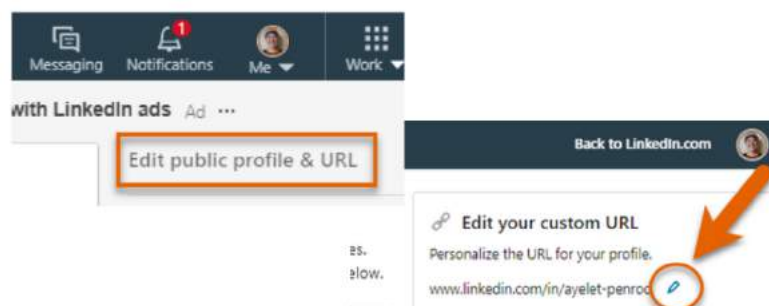 1
Messaging Notifications Me Work
with LinkedIn ads Ad ···
Edit public profile & URL
Back to LinkedIn.com
Edit your custom URL
Personalize the URL for your profile.
www.linkedin.com/in/ayelet-penrod